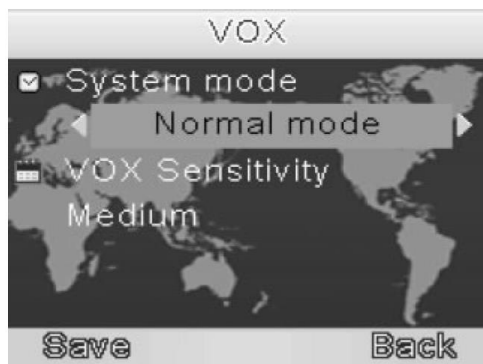 VOX
System mode
Normal mode
VOX Sensitivity
Medium
Save Back